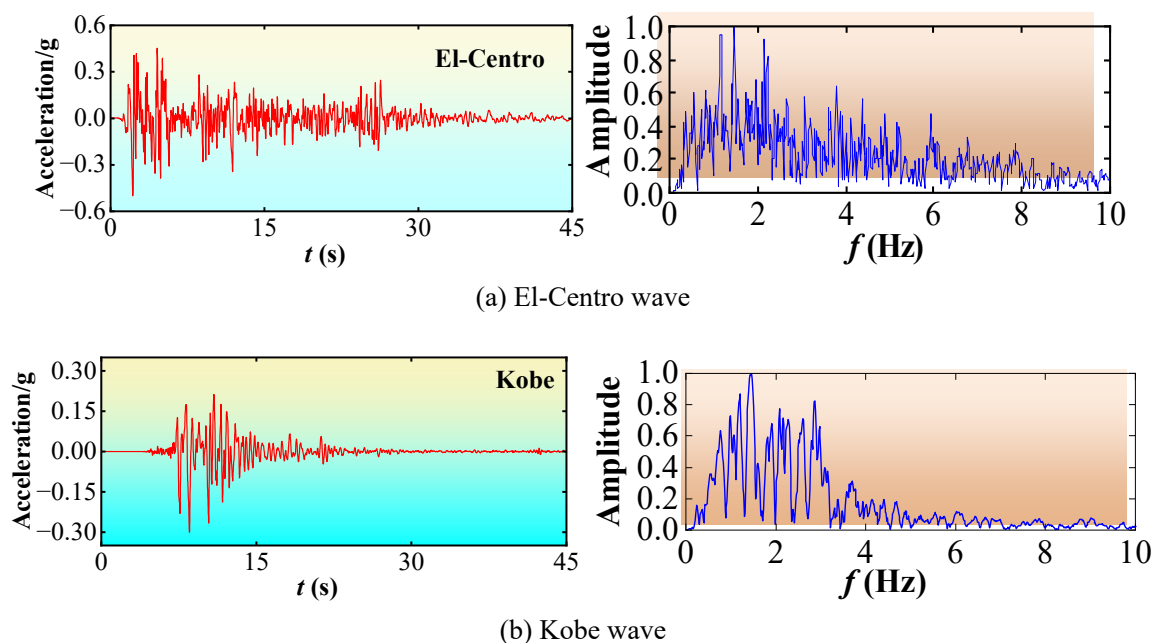 0.6
0.3
0.0
−0.3
−0.6
Acceleration/g
El-Centro
0 15 30 45
t (s)
1.0
0.8
0.6
0.4
0.2
0.0
Amplitude
0 2 4 6 8 10
f (Hz)
(a) El-Centro wave
0.30
0.15
0.00
−0.15
−0.30
Acceleration/g
Kobe
0 15 30 45
t (s)
1.0
0.8
0.6
0.4
0.2
0.0
Amplitude
0 2 4 6 8 10
f (Hz)
(b) Kobe wave